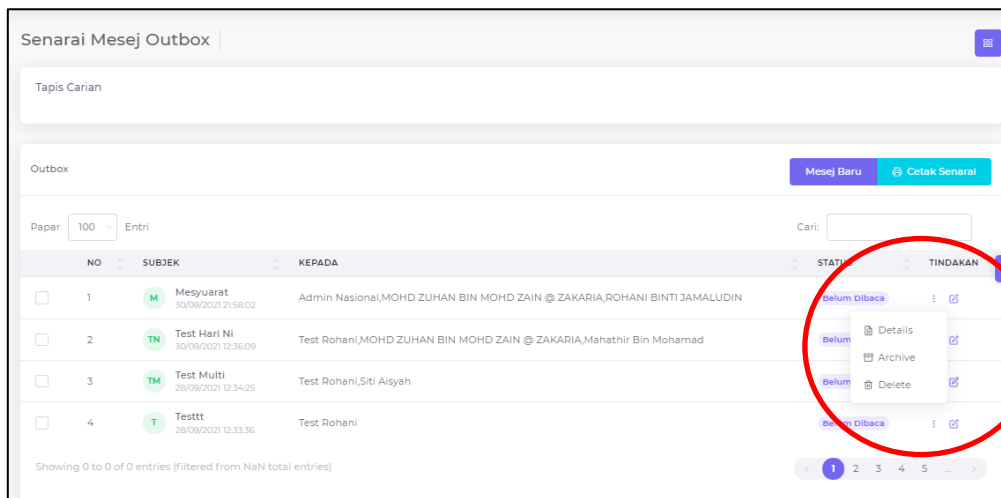 Senarai Mesej Outbox
Tapis Carian
Outbox
Mesej Baru
Cetak Senarai
Papar 100 Entri
Cari:
NO SUBJEK KEPADA STATUS TINDAKAN
1 M Mesyuarat Admin Nasional,MOHD ZUHAN BIN MOHD ZAIN @ ZAKARIA,ROHANI BINTI JAMALUDIN Belum Dibaca
30/09/2021 21:58:02
Details
2 TN Test Hari Ni Test Rohani,MOHD ZUHAN BIN MOHD ZAIN @ ZAKARIA,Mahathir Bin Mohamad Belum
30/09/2021 12:36:09
Archive
3 TM Test Multi Test Rohani,Siti Aisyah Belum
28/09/2021 12:34:25
Delete
4 T Testtt Test Rohani Belum Dibaca
28/09/2021 12:33:36
Showing 0 to 0 of 0 entries (filtered from NaN total entries)
1 2 3 4 5 ...